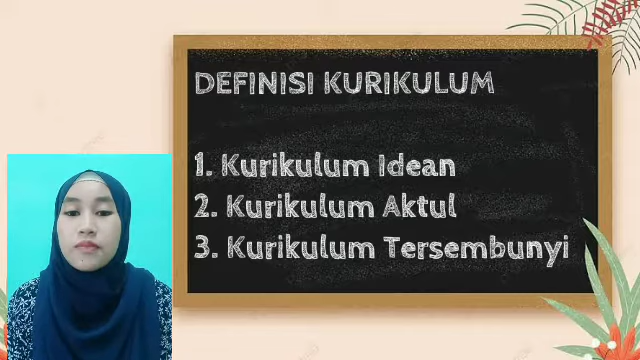 DEFINISI KURIKULUM
1. Kurikulum Idean
2. Kurikulum Aktul
3. Kurikulum Tersembunyi